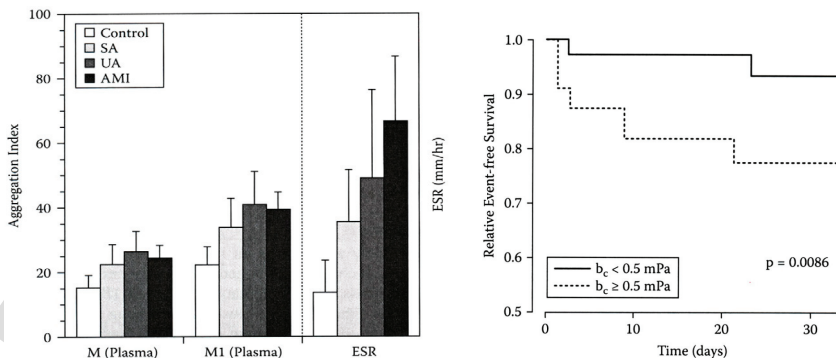 100
80
60
40
20
0
Aggregation Index
Control
SA
UA
AMI
M (Plasma)
M1 (Plasma)
ESR
ESR (mm/hr)
1.0
0.9
0.8
0.7
0.6
0.5
Relative Event-free Survival
b_c < 0.5 mPa
b_c ≥ 0.5 mPa
p = 0.0086
0
10
20
30
Time (days)